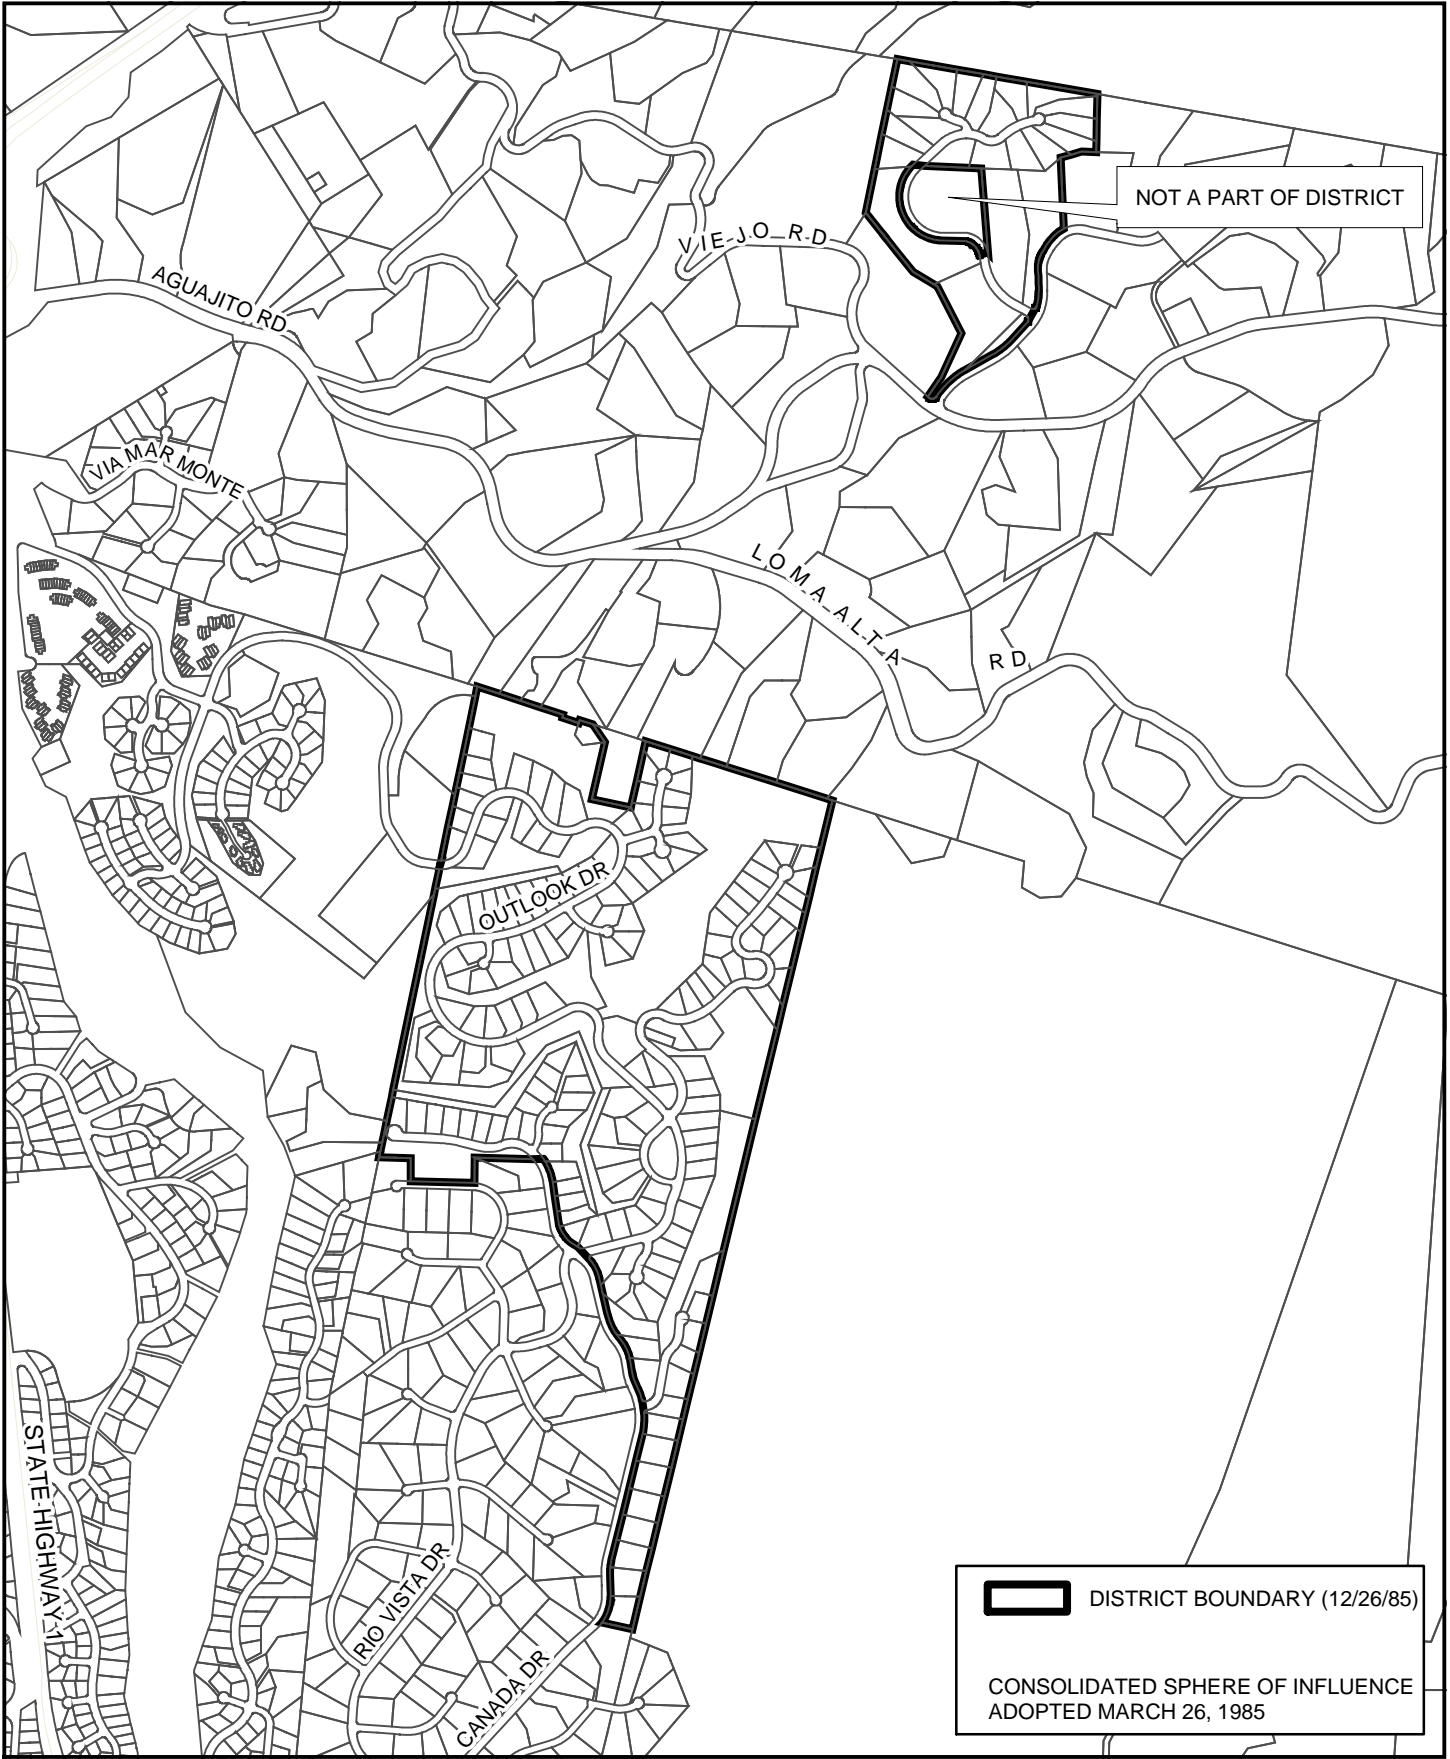 NOT A PART OF DISTRICT
VIEJO RD
AGUAJITO RD
VIA MAR MONTE
LOMA ALTA RD
OUTLOOK DR
STATE HIGHWAY 1
RIO VISTA DR
CANADA DR
DISTRICT BOUNDARY (12/26/85)
CONSOLIDATED SPHERE OF INFLUENCE
ADOPTED MARCH 26, 1985